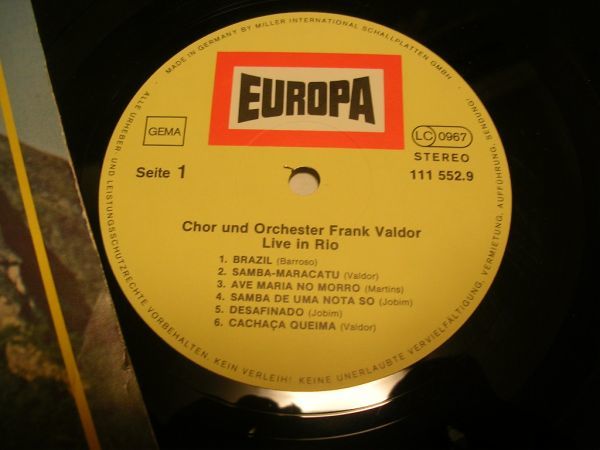 MADE IN GERMANY BY MILLER INTERNATIONAL SCHALLPLATTEN GMBH
EUROPA
GEMA
LC 0967
STEREO
Seite 1
111 552.9
Chor und Orchester Frank Valdor
Live in Rio
1. BRAZIL (Barroso)
2. SAMBA-MARACATU (Valdor)
3. AVE MARIA NO MORRO (Martins)
4. SAMBA DE UMA NOTA SO (Jobim)
5. DESAFINADO (Jobim)
6. CACHAÇA QUEIMA (Valdor)
ALLE URHEBER- UND LEISTUNGSSCHUTZRECHTE VORBEHALTEN. KEIN VERLEIH! KEINE UNERLAUBTE VERVIELFÄLTIGUNG, VERMIETUNG, AUFFÜHRUNG, SENDUNG!